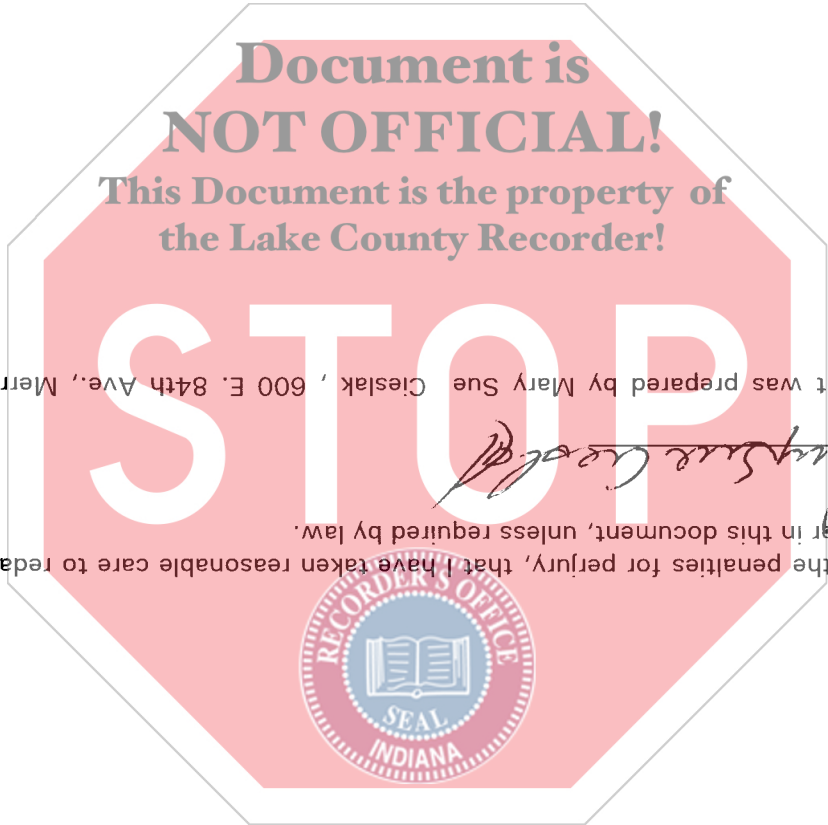 Document is
NOT OFFICIAL!
This Document is the property of
the Lake County Recorder!
STOP
the penalties for perjury, that I have taken reasonable care to
in this document, unless required by law.
Sue
was prepared by Mary Sue Cieslak , 600 E. 84th Ave.,
RECORDER'S OFFICE
SEAL
INDIANA